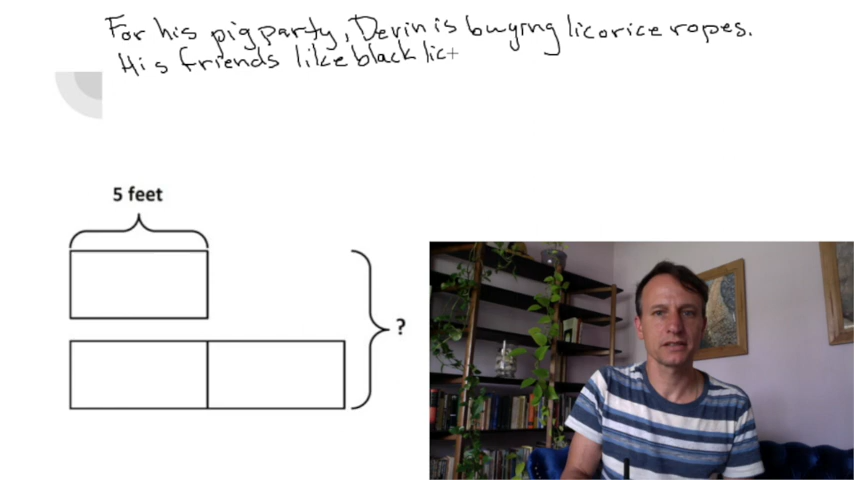 For his pig party, Devin is buying licorice ropes.
His friends like black lic
5 feet
?